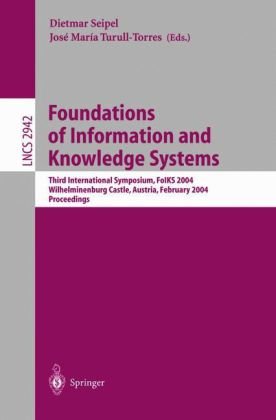 Dietmar Seipel
José María Turull-Torres (Eds.)
LNCS 2942
Foundations
of Information and
Knowledge Systems
Third International Symposium, FoIKS 2004
Wilhelminenburg Castle, Austria, February 2004
Proceedings
Springer